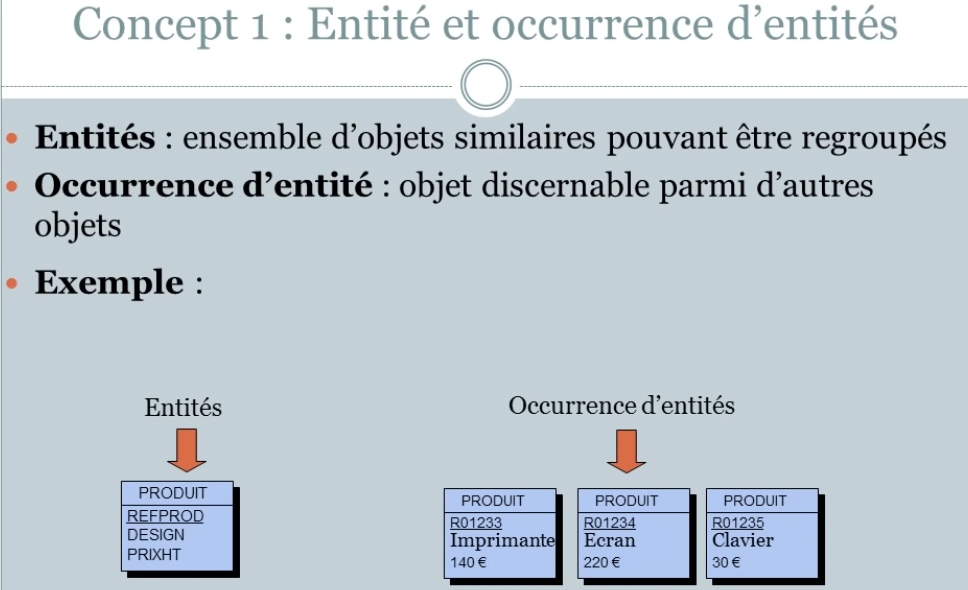 Concept 1 : Entité et occurrence d'entités
Entités : ensemble d'objets similaires pouvant être regroupés
Occurrence d'entité : objet discernable parmi d'autres
objets
Exemple :
Entités
Occurrence d'entités
PRODUIT
REFPROD
DESIGN
PRIXHT
PRODUIT
R01233
Imprimante
140 €
PRODUIT
R01234
Ecran
220 €
PRODUIT
R01235
Clavier
30 €